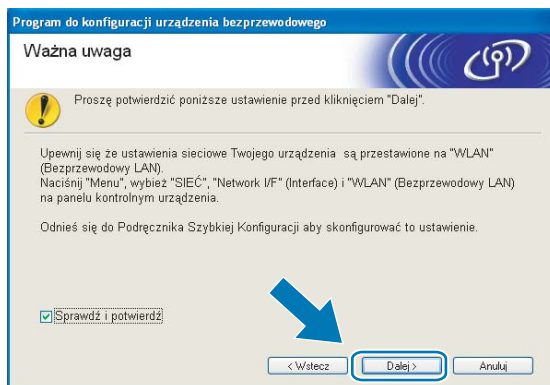 Program do konfiguracji urządzenia bezprzewodowego
Ważna uwaga
Proszę potwierdzić poniższe ustawienie przed kliknięciem "Dalej".
Upewnij się że ustawienia sieciowe Twojego urządzenia są przestawione na "WLAN"
(Bezprzewodowy LAN).
Naciśnij "Menu", wybież "SIEĆ", "Network I/F" (Interface) i "WLAN" (Bezprzewodowy LAN)
na panelu kontrolnym urządzenia.
Odnieś się do Podręcznika Szybkiej Konfiguracji aby skonfigurować to ustawienie.
Sprawdź i potwierdź
< Wstecz
Dalej >
Anuluj